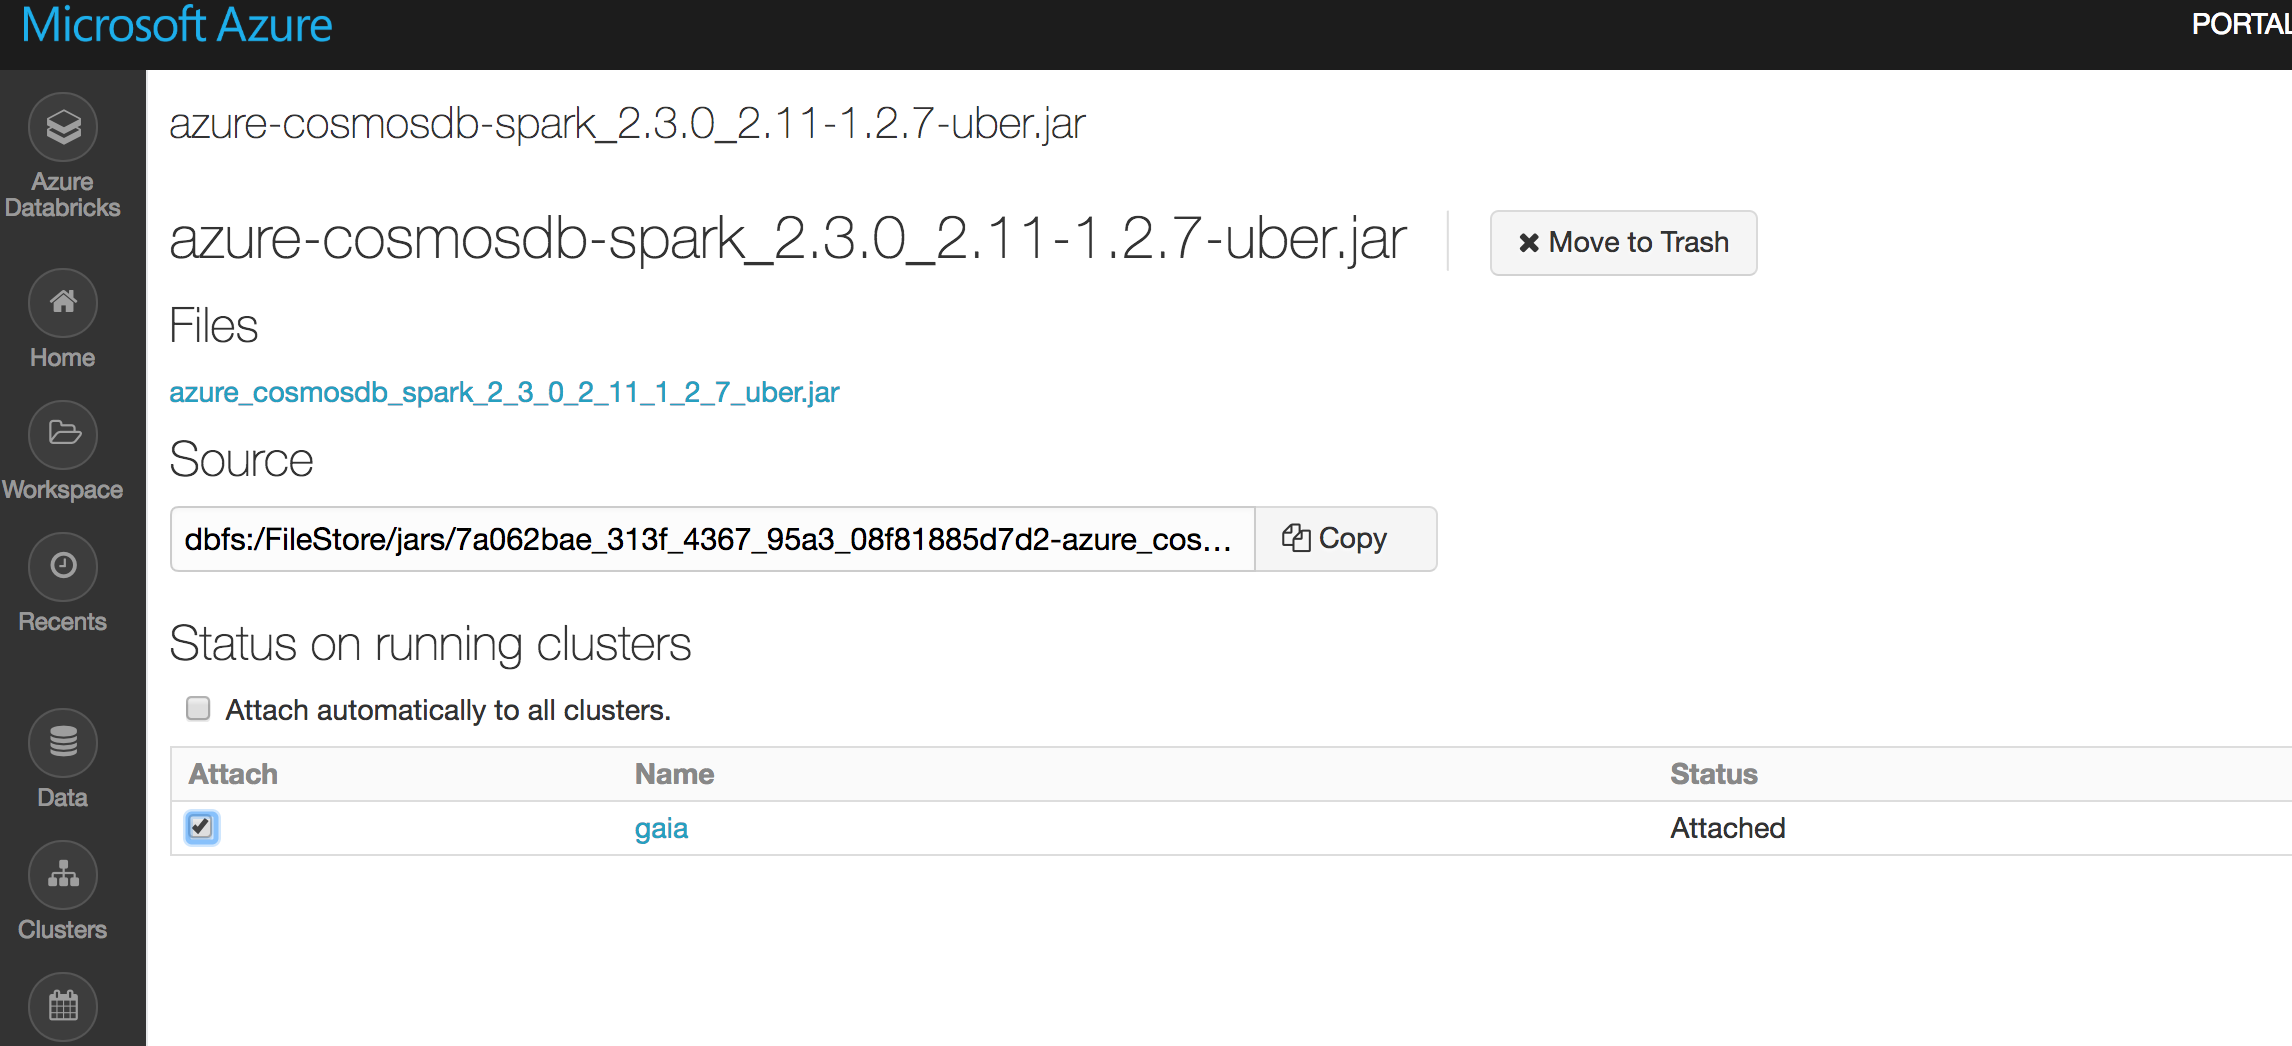 Microsoft Azure
PORTAL
Azure
Databricks
Home
Workspace
Recents
Data
Clusters
azure-cosmosdb-spark_2.3.0_2.11-1.2.7-uber.jar
azure-cosmosdb-spark_2.3.0_2.11-1.2.7-uber.jar
Move to Trash
Files
azure_cosmosdb_spark_2_3_0_2_11_1_2_7_uber.jar
Source
dbfs:/FileStore/jars/7a062bae_313f_4367_95a3_08f81885d7d2-azure_cos...
Copy
Status on running clusters
Attach automatically to all clusters.
Attach Name Status
gaia Attached